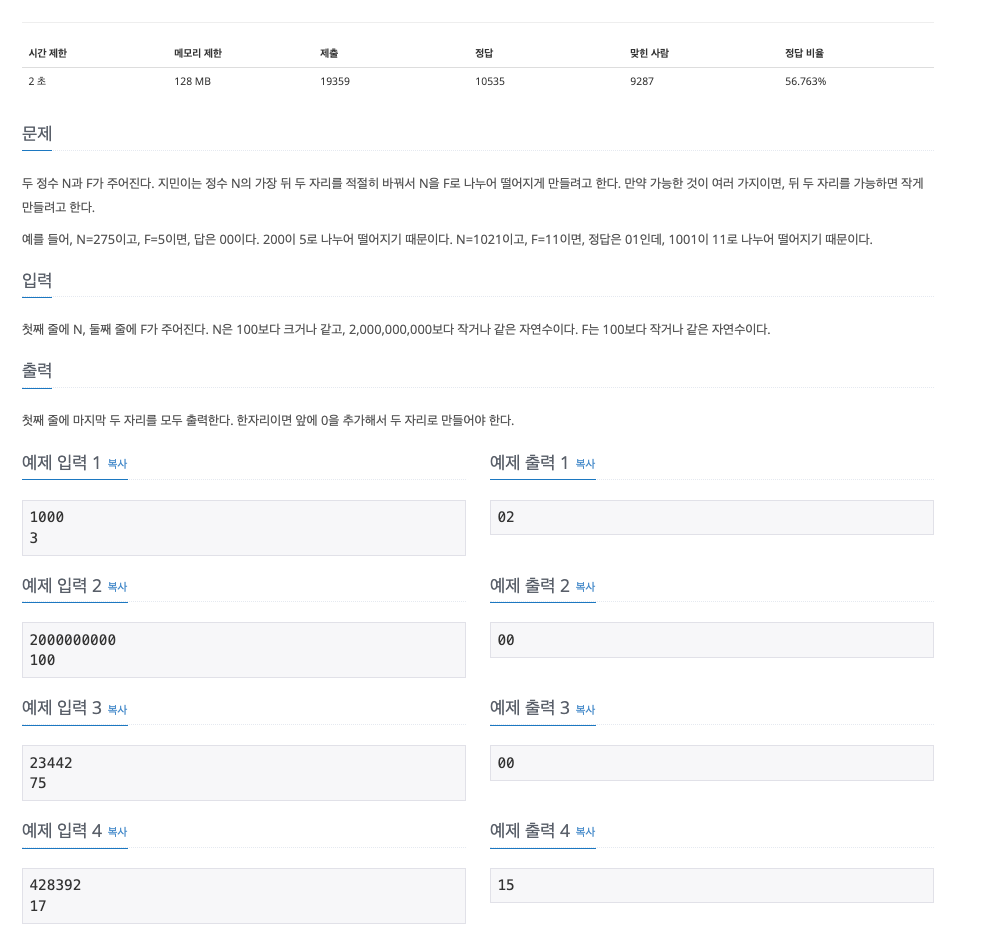 시간 제한 메모리 제한 제출 정답 맞힌 사람 정답 비율
2 초 128 MB 19359 10535 9287 56.763%
문제
두 정수 N과 F가 주어진다. 지민이는 정수 N의 가장 뒤 두 자리를 적절히 바꿔서 N을 F로 나누어 떨어지게 만들려고 한다. 만약 가능한 것이 여러 가지이면, 뒤 두 자리를 가능하면 작게
만들려고 한다.
예를 들어, N=275이고, F=5이면, 답은 00이다. 200이 5로 나누어 떨어지기 때문이다. N=1021이고, F=11이면, 정답은 01인데, 1001이 11로 나누어 떨어지기 때문이다.
입력
첫째 줄에 N, 둘째 줄에 F가 주어진다. N은 100보다 크거나 같고, 2,000,000,000보다 작거나 같은 자연수이다. F는 100보다 작거나 같은 자연수이다.
출력
첫째 줄에 마지막 두 자리를 모두 출력한다. 한자리이면 앞에 0을 추가해서 두 자리로 만들어야 한다.
예제 입력 1 복사
1000
3
예제 출력 1 복사
02
예제 입력 2 복사
2000000000
100
예제 출력 2 복사
00
예제 입력 3 복사
23442
75
예제 출력 3 복사
00
예제 입력 4 복사
428392
17
예제 출력 4 복사
15